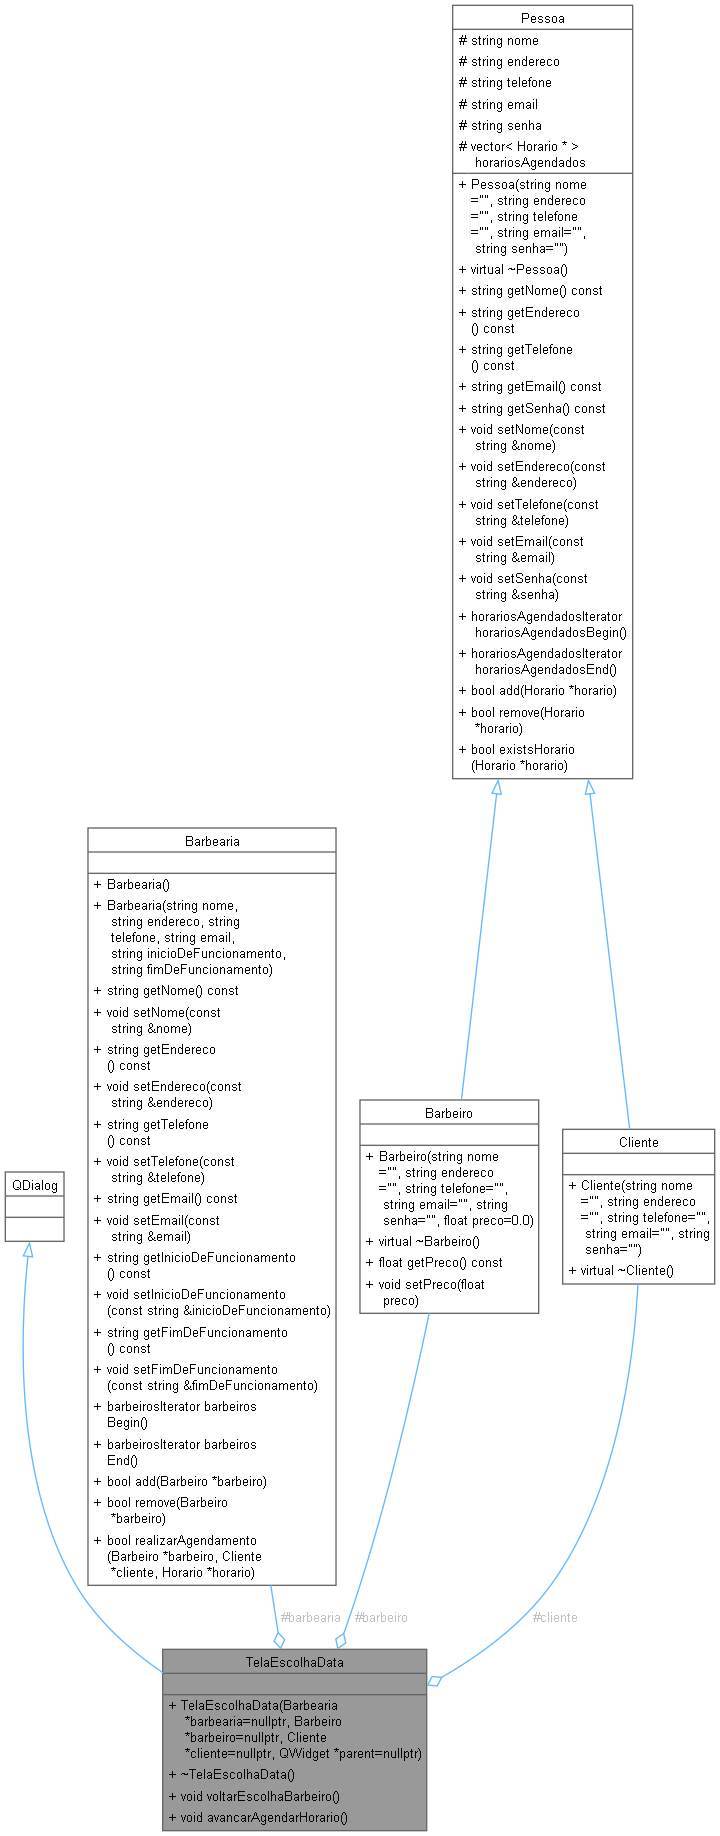 Pessoa
# string nome
# string endereco
# string telefone
# string email
# string senha
# vector< Horario * >
horariosAgendados
+ Pessoa(string nome
="", string endereco
="", string telefone
="", string email="",
string senha="")
+ virtual ~Pessoa()
+ string getNome() const
+ string getEndereco
() const
+ string getTelefone
() const
+ string getEmail() const
+ string getSenha() const
+ void setNome(const
string &nome)
+ void setEndereco(const
string &endereco)
+ void setTelefone(const
string &telefone)
+ void setEmail(const
string &email)
+ void setSenha(const
string &senha)
+ horariosAgendadosIterator
horariosAgendadosBegin()
+ horariosAgendadosIterator
horariosAgendadosEnd()
+ bool add(Horario *horario)
+ bool remove(Horario
*horario)
+ bool existsHorario
(Horario *horario)
Barbearia
+ Barbearia()
+ Barbearia(string nome,
string endereco, string
telefone, string email,
string inicioDeFuncionamento,
string fimDeFuncionamento)
+ string getNome() const
+ void setNome(const
string &nome)
+ string getEndereco
() const
+ void setEndereco(const
string &endereco)
+ string getTelefone
() const
+ void setTelefone(const
string &telefone)
+ string getEmail() const
+ void setEmail(const
string &email)
+ string getInicioDeFuncionamento
() const
+ void setInicioDeFuncionamento
(const string &inicioDeFuncionamento)
+ string getFimDeFuncionamento
() const
+ void setFimDeFuncionamento
(const string &fimDeFuncionamento)
+ barbeirosIterator barbeiros
Begin()
+ barbeirosIterator barbeiros
End()
+ bool add(Barbeiro *barbeiro)
+ bool remove(Barbeiro
*barbeiro)
+ bool realizarAgendamento
(Barbeiro *barbeiro, Cliente
*cliente, Horario *horario)
Barbeiro
+ Barbeiro(string nome
="", string endereco
="", string telefone="",
string email="", string
senha="", float preco=0.0)
+ virtual ~Barbeiro()
+ float getPreco() const
+ void setPreco(float
preco)
Cliente
+ Cliente(string nome
="", string endereco
="", string telefone="",
string email="", string
senha="")
+ virtual ~Cliente()
QDialog
#barbearia
#barbeiro
#cliente
TelaEscolhaData
+ TelaEscolhaData(Barbearia
*barbearia=nullptr, Barbeiro
*barbeiro=nullptr, Cliente
*cliente=nullptr, QWidget *parent=nullptr)
+ ~TelaEscolhaData()
+ void voltarEscolhaBarbeiro()
+ void avancarAgendarHorario()